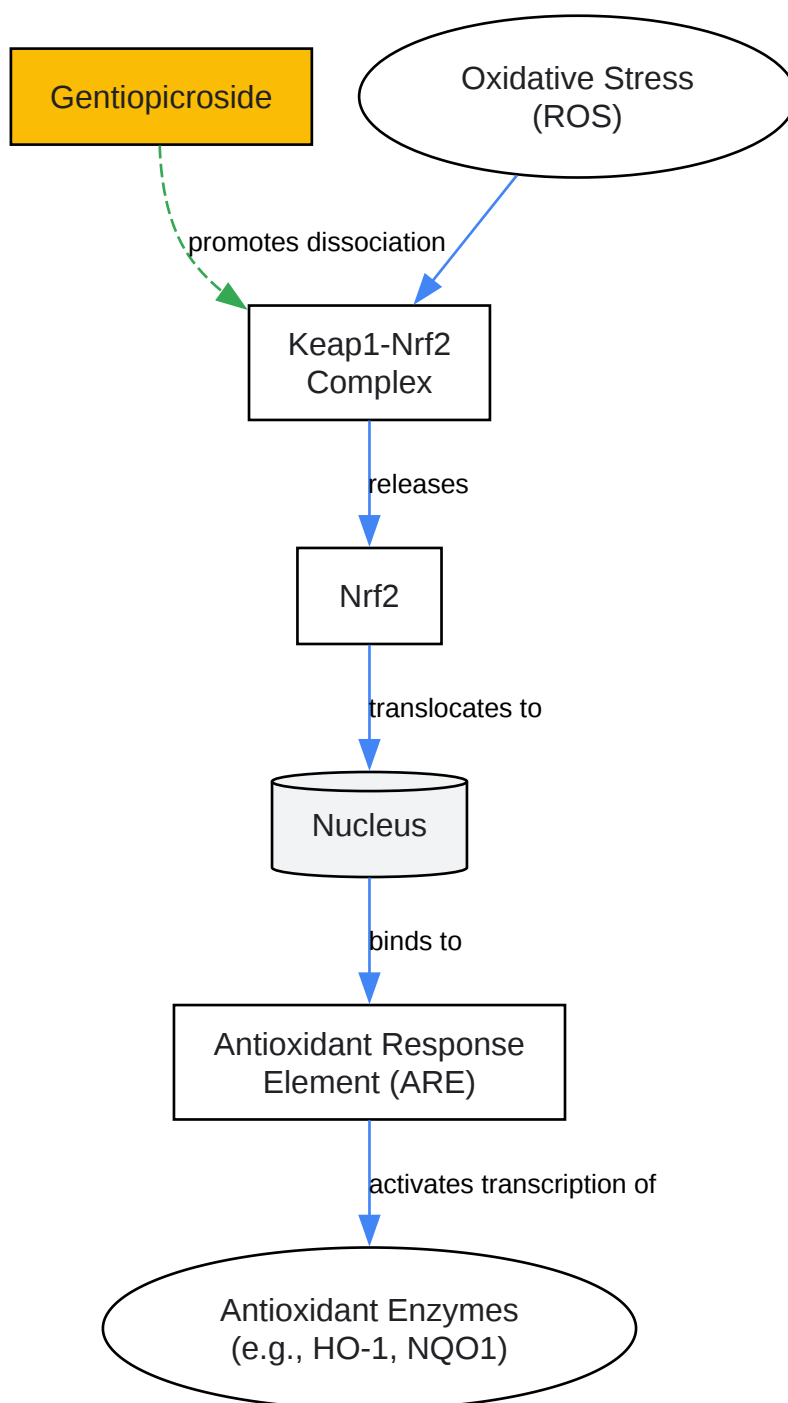 Gentiopicroside
Oxidative Stress
(ROS)
promotes dissociation
Keap1-Nrf2
Complex
releases
Nrf2
translocates to
Nucleus
binds to
Antioxidant Response
Element (ARE)
activates transcription of
Antioxidant Enzymes
(e.g., HO-1, NQO1)